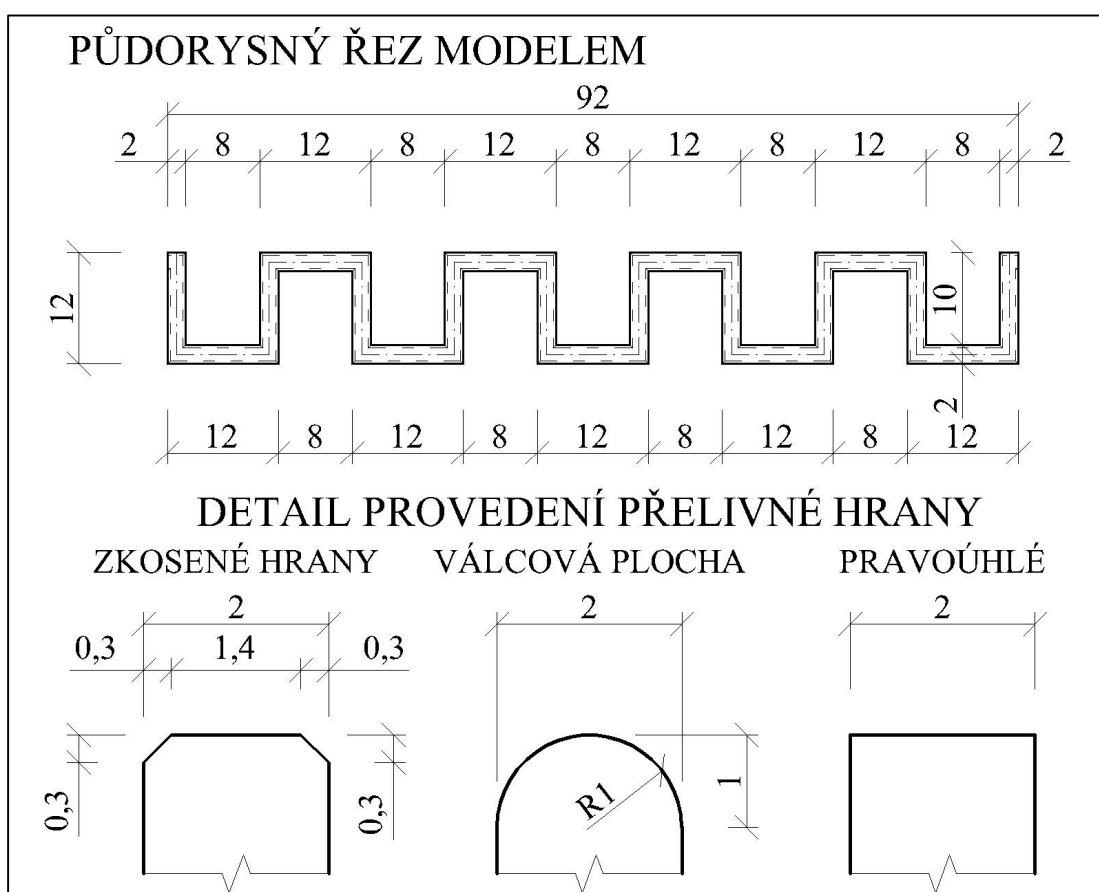 PŮDORYSNÝ ŘEZ MODELEM
92
2 8 12 8 12 8 12 8 12 8 2
12
10
2
12 8 12 8 12 8 12 8 12
DETAIL PROVEDENÍ PŘELIVNÉ HRANY
ZKOSENÉ HRANY VÁLCOVÁ PLOCHA PRAVOÚHLÉ
2 2 2
0,3 1,4 0,3
0,3 0,3 R1 1